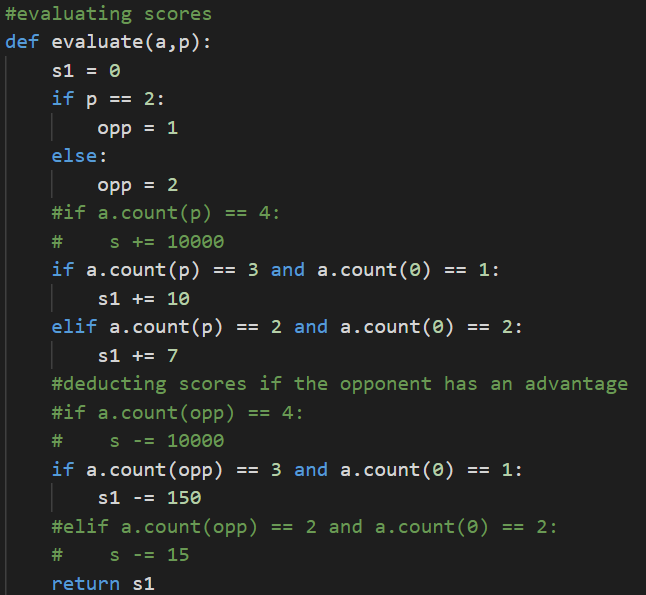 #evaluating scores
def evaluate(a,p):
    s1 = 0
    if p == 2:
        opp = 1
    else:
        opp = 2
    #if a.count(p) == 4:
    #    s += 10000
    if a.count(p) == 3 and a.count(0) == 1:
        s1 += 10
    elif a.count(p) == 2 and a.count(0) == 2:
        s1 += 7
    #deducting scores if the opponent has an advantage
    #if a.count(opp) == 4:
    #    s -= 10000
    if a.count(opp) == 3 and a.count(0) == 1:
        s1 -= 150
    #elif a.count(opp) == 2 and a.count(0) == 2:
    #    s -= 15
    return s1